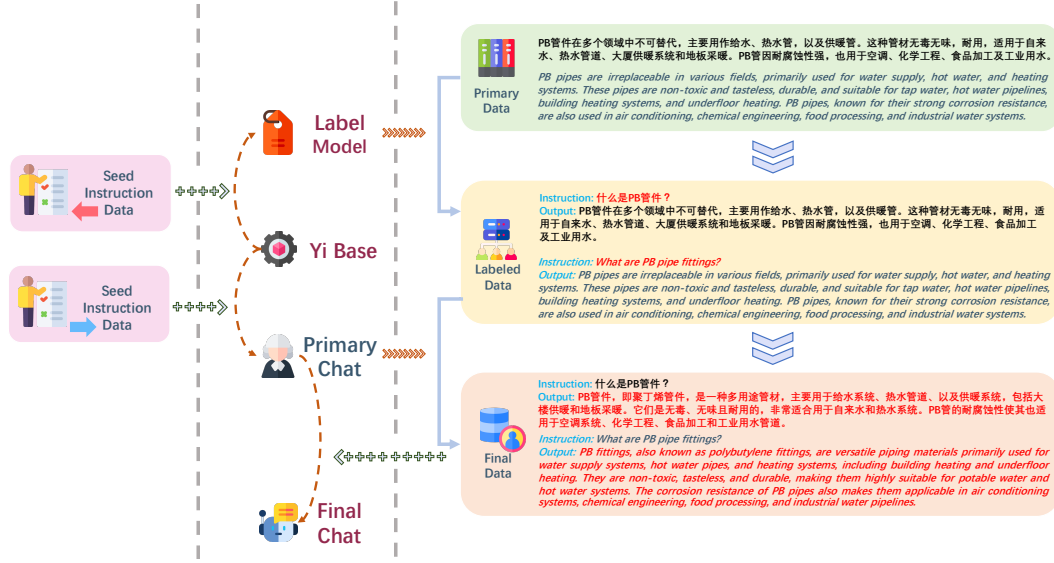 Seed
Instruction
Data
Seed
Instruction
Data
Label
Model
Yi Base
Primary
Chat
Final
Chat
Primary
Data
PB管件在多个领域中不可替代，主要用作给水、热水管，以及供暖管。这种管材无毒无味，耐用，适用于自来
水、热水管道、大厦供暖系统和地板采暖。PB管因耐腐蚀性强，也用于空调、化学工程、食品加工及工业用水。
PB pipes are irreplaceable in various fields, primarily used for water supply, hot water, and heating
systems. These pipes are non-toxic and tasteless, durable, and suitable for tap water, hot water pipelines,
building heating systems, and underfloor heating. PB pipes, known for their strong corrosion resistance,
are also used in air conditioning, chemical engineering, food processing, and industrial water systems.
Labeled
Data
Instruction: 什么是PB管件？
Output: PB管件在多个领域中不可替代，主要用作给水、热水管，以及供暖管。这种管材无毒无味，耐用，适
用于自来水、热水管道、大厦供暖系统和地板采暖。PB管因耐腐蚀性强，也用于空调、化学工程、食品加工
及工业用水。
Instruction: What are PB pipe fittings?
Output: PB pipes are irreplaceable in various fields, primarily used for water supply, hot water, and heating
systems. These pipes are non-toxic and tasteless, durable, and suitable for tap water, hot water pipelines,
building heating systems, and underfloor heating. PB pipes, known for their strong corrosion resistance,
are also used in air conditioning, chemical engineering, food processing, and industrial water systems.
Final
Data
Instruction: 什么是PB管件？
Output: PB管件，即聚丁烯管件，是一种多用途管材，主要用于给水系统、热水管道、以及供暖系统，包括大
楼供暖和地板采暖。它们是无毒、无味且耐用的，非常适合用于自来水和热水系统。PB管的耐腐蚀性使其也适
用于空调系统、化学工程、食品加工和工业用水管道。
Instruction: What are PB pipe fittings?
Output: PB fittings, also known as polybutylene fittings, are versatile piping materials primarily used for
water supply systems, hot water pipes, and heating systems, including building heating and underfloor
heating. They are non-toxic, tasteless, and durable, making them highly suitable for potable water and
hot water systems. The corrosion resistance of PB pipes also makes them applicable in air conditioning
systems, chemical engineering, food processing, and industrial water pipelines.